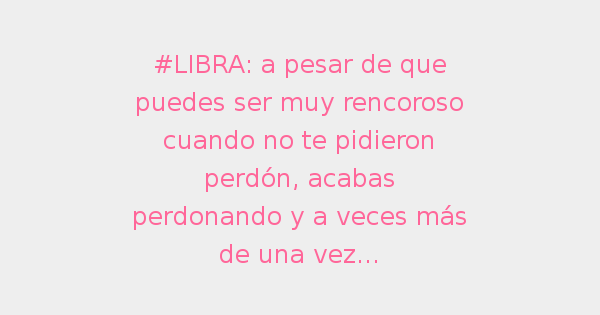 #LIBRA: a pesar de que
puedes ser muy rencoroso
cuando no te pidieron
perdón, acabas
perdonando y a veces más
de una vez...